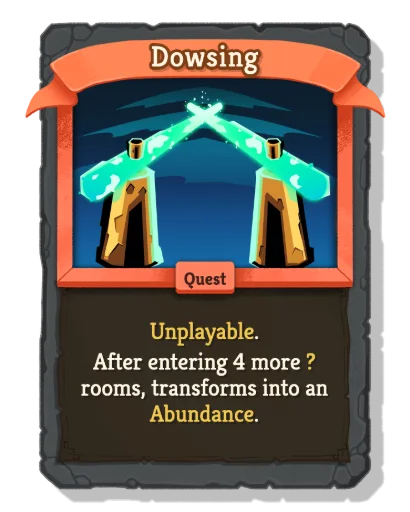 Dowsing
Quest
Unplayable.
After entering 4 more ?
rooms, transforms into an
Abundance.